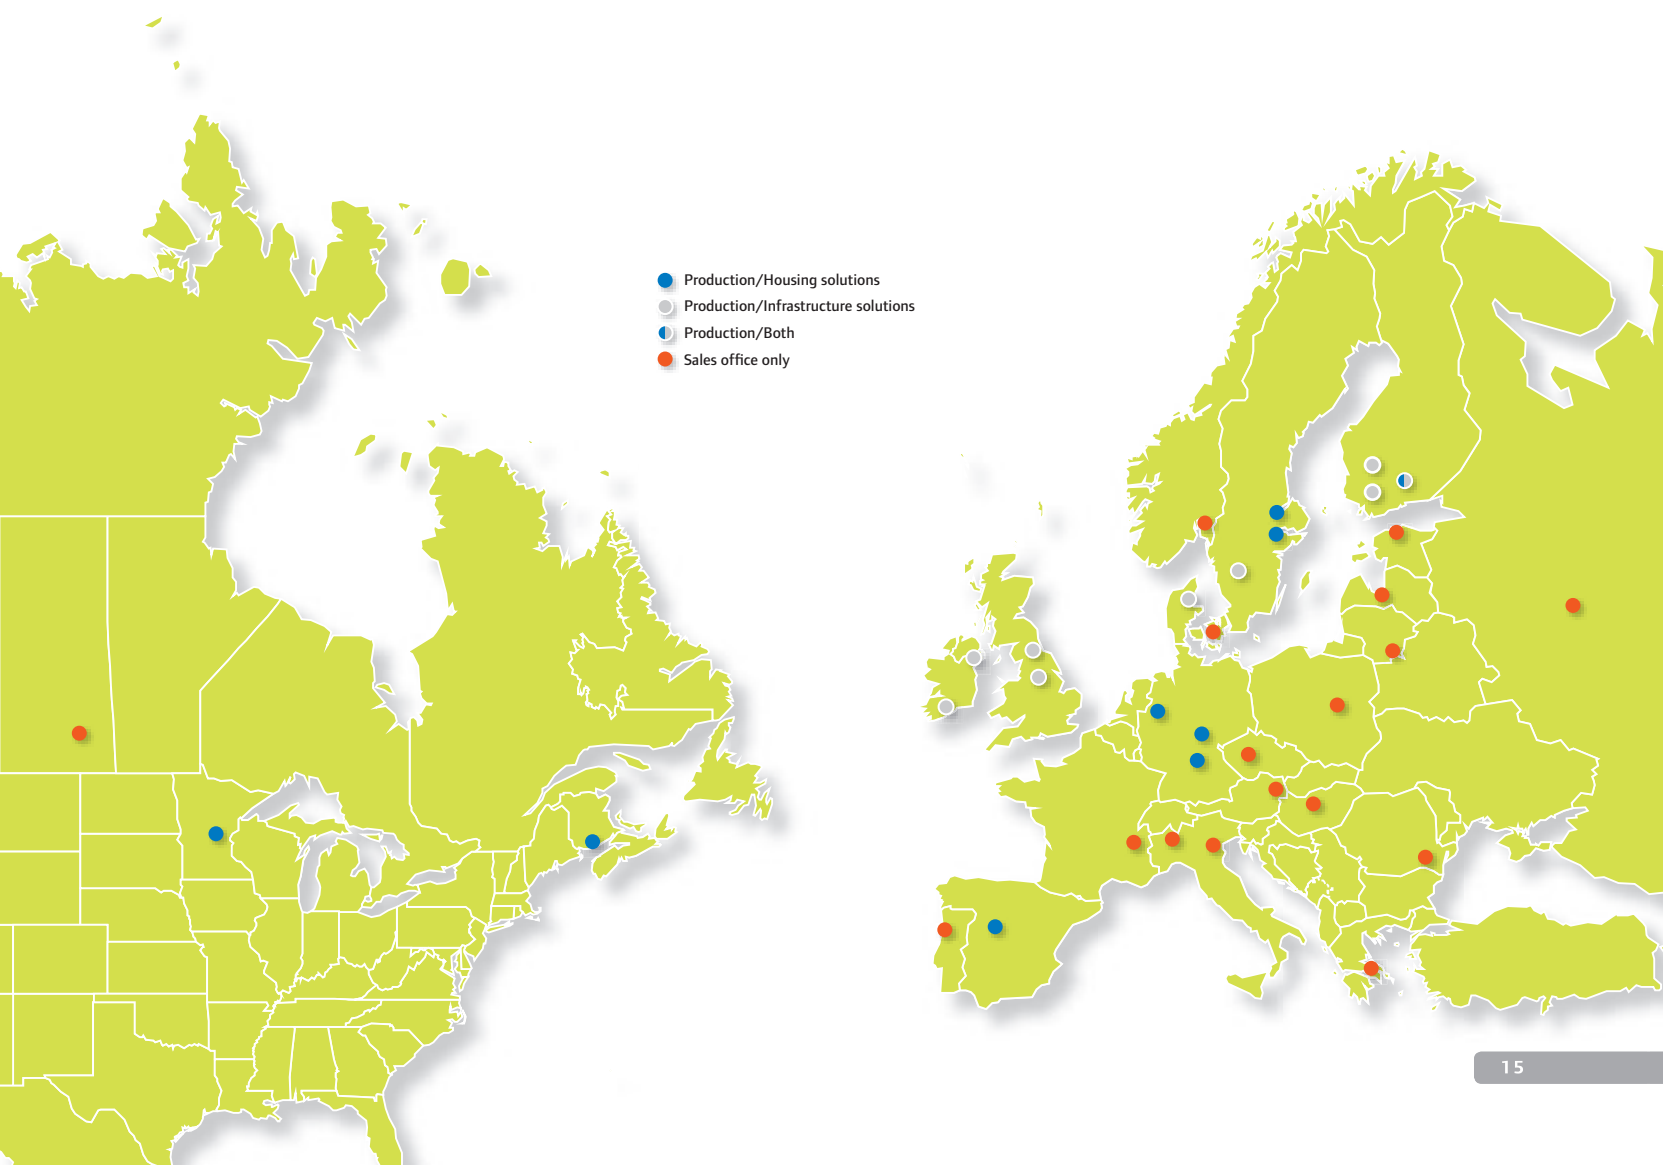 Production/Housing solutions
Production/Infrastructure solutions
Production/Both
Sales office only
15